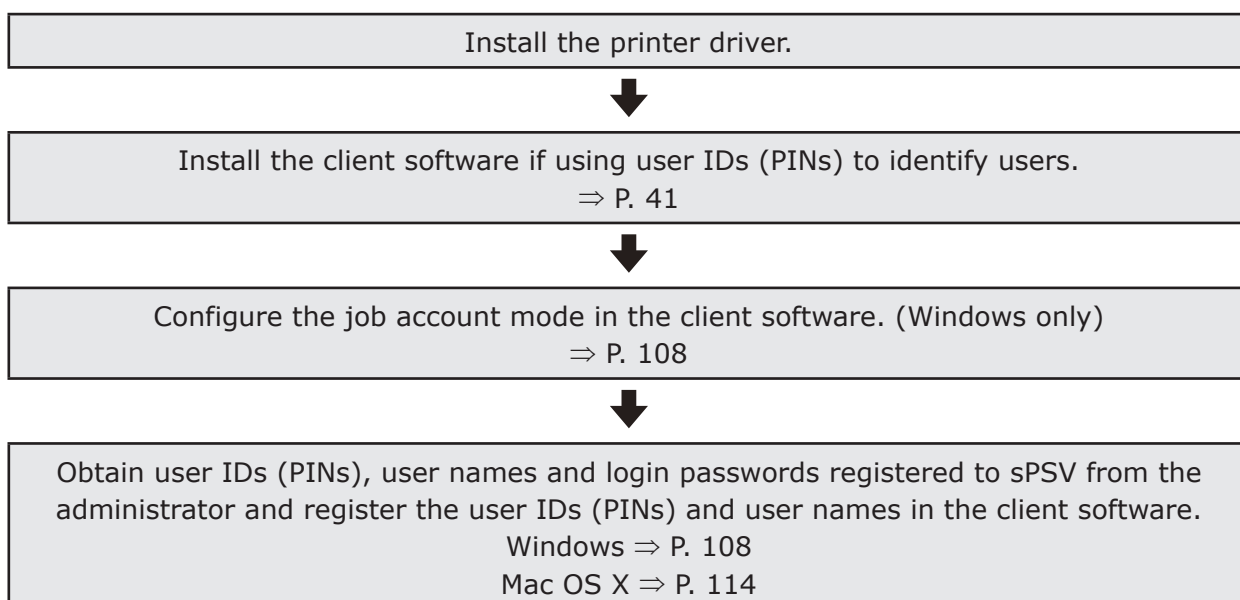 Install the printer driver.
Install the client software if using user IDs (PINs) to identify users.
⇒ P. 41
Configure the job account mode in the client software. (Windows only)
⇒ P. 108
Obtain user IDs (PINs), user names and login passwords registered to sPSV from the
administrator and register the user IDs (PINs) and user names in the client software.
Windows ⇒ P. 108
Mac OS X ⇒ P. 114